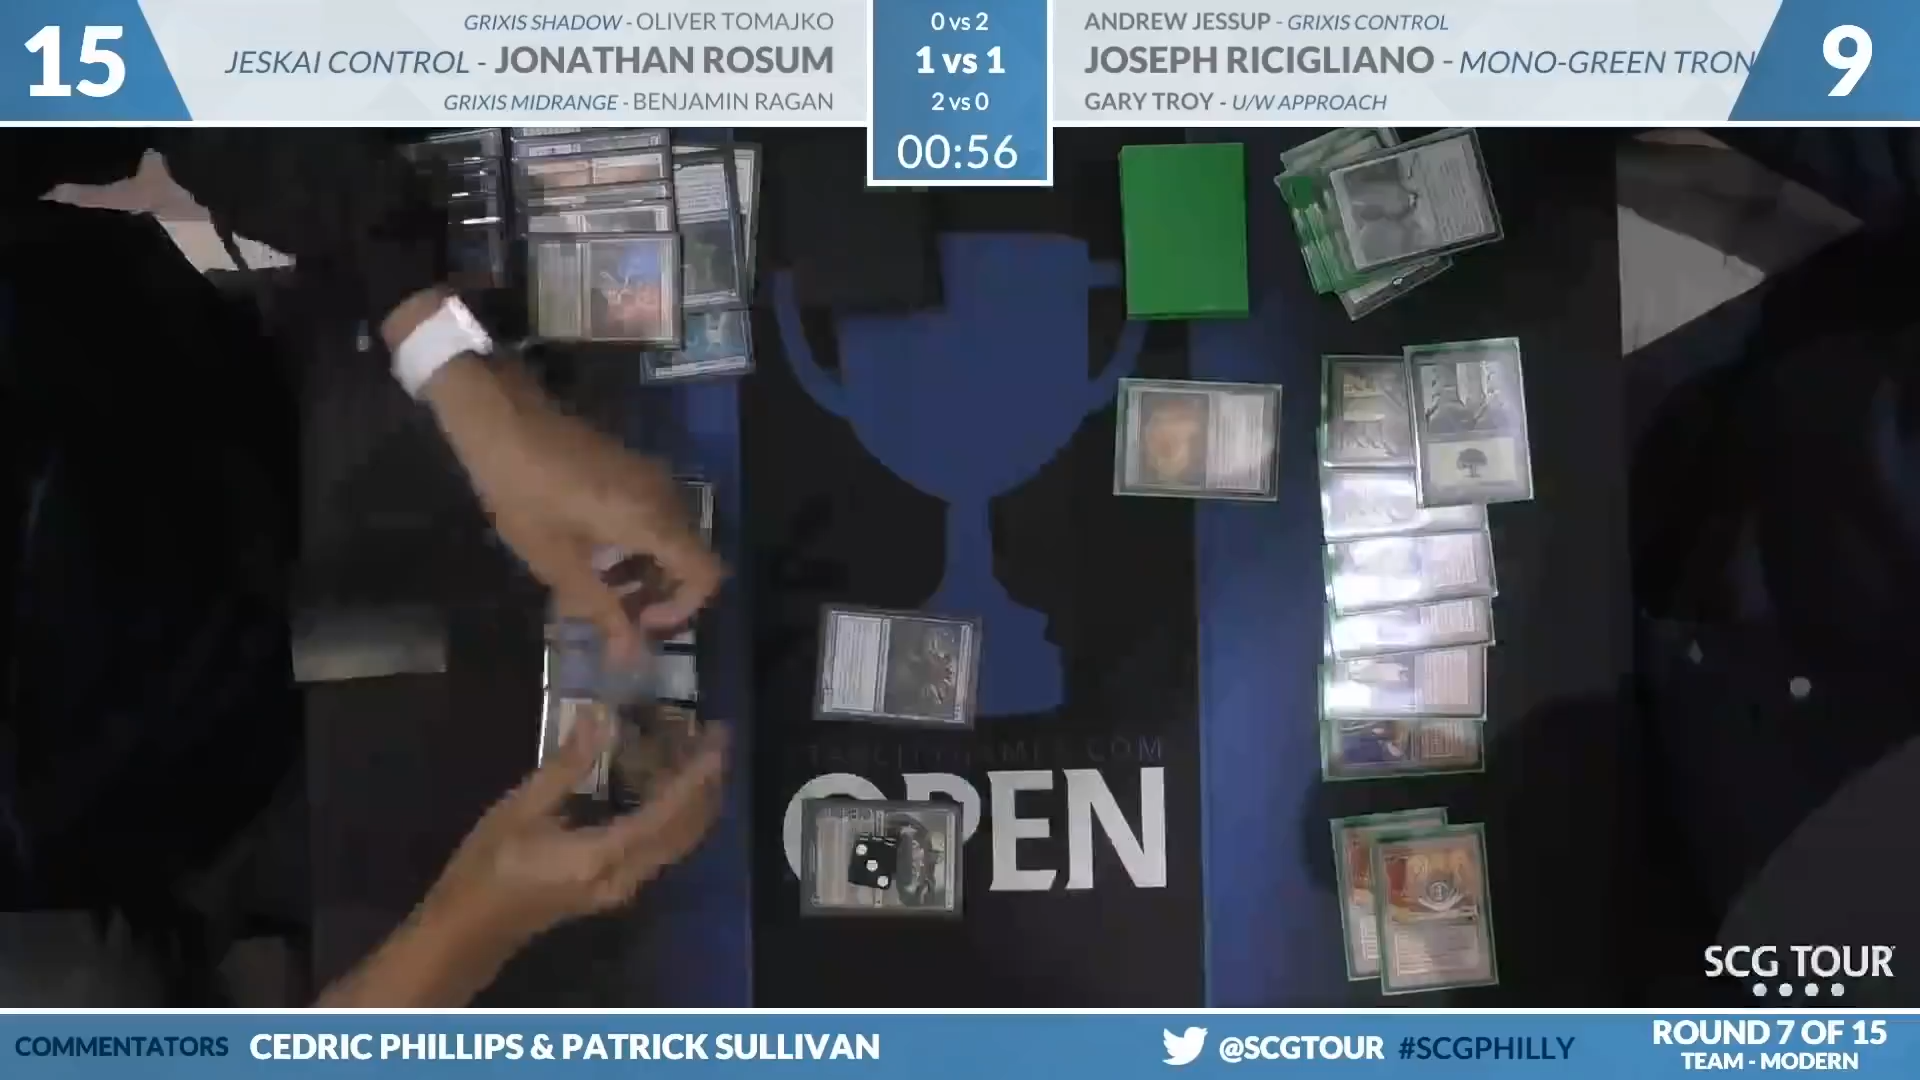 15
GRIXIS SHADOW - OLIVER TOMAJKO
JESKAI CONTROL - JONATHAN ROSUM
GRIXIS MIDRANGE - BENJAMIN RAGAN
0 vs 2
1 vs 1
2 vs 0
00:56
ANDREW JESSUP - GRIXIS CONTROL
JOSEPH RICIGLIANO - MONO-GREEN TRON
GARY TROY - U/W APPROACH
9
OPEN
SCG TOUR
COMMENTATORS CEDRIC PHILLIPS & PATRICK SULLIVAN
@SCGTOUR #SCGPHILLY
ROUND 7 OF 15
TEAM - MODERN